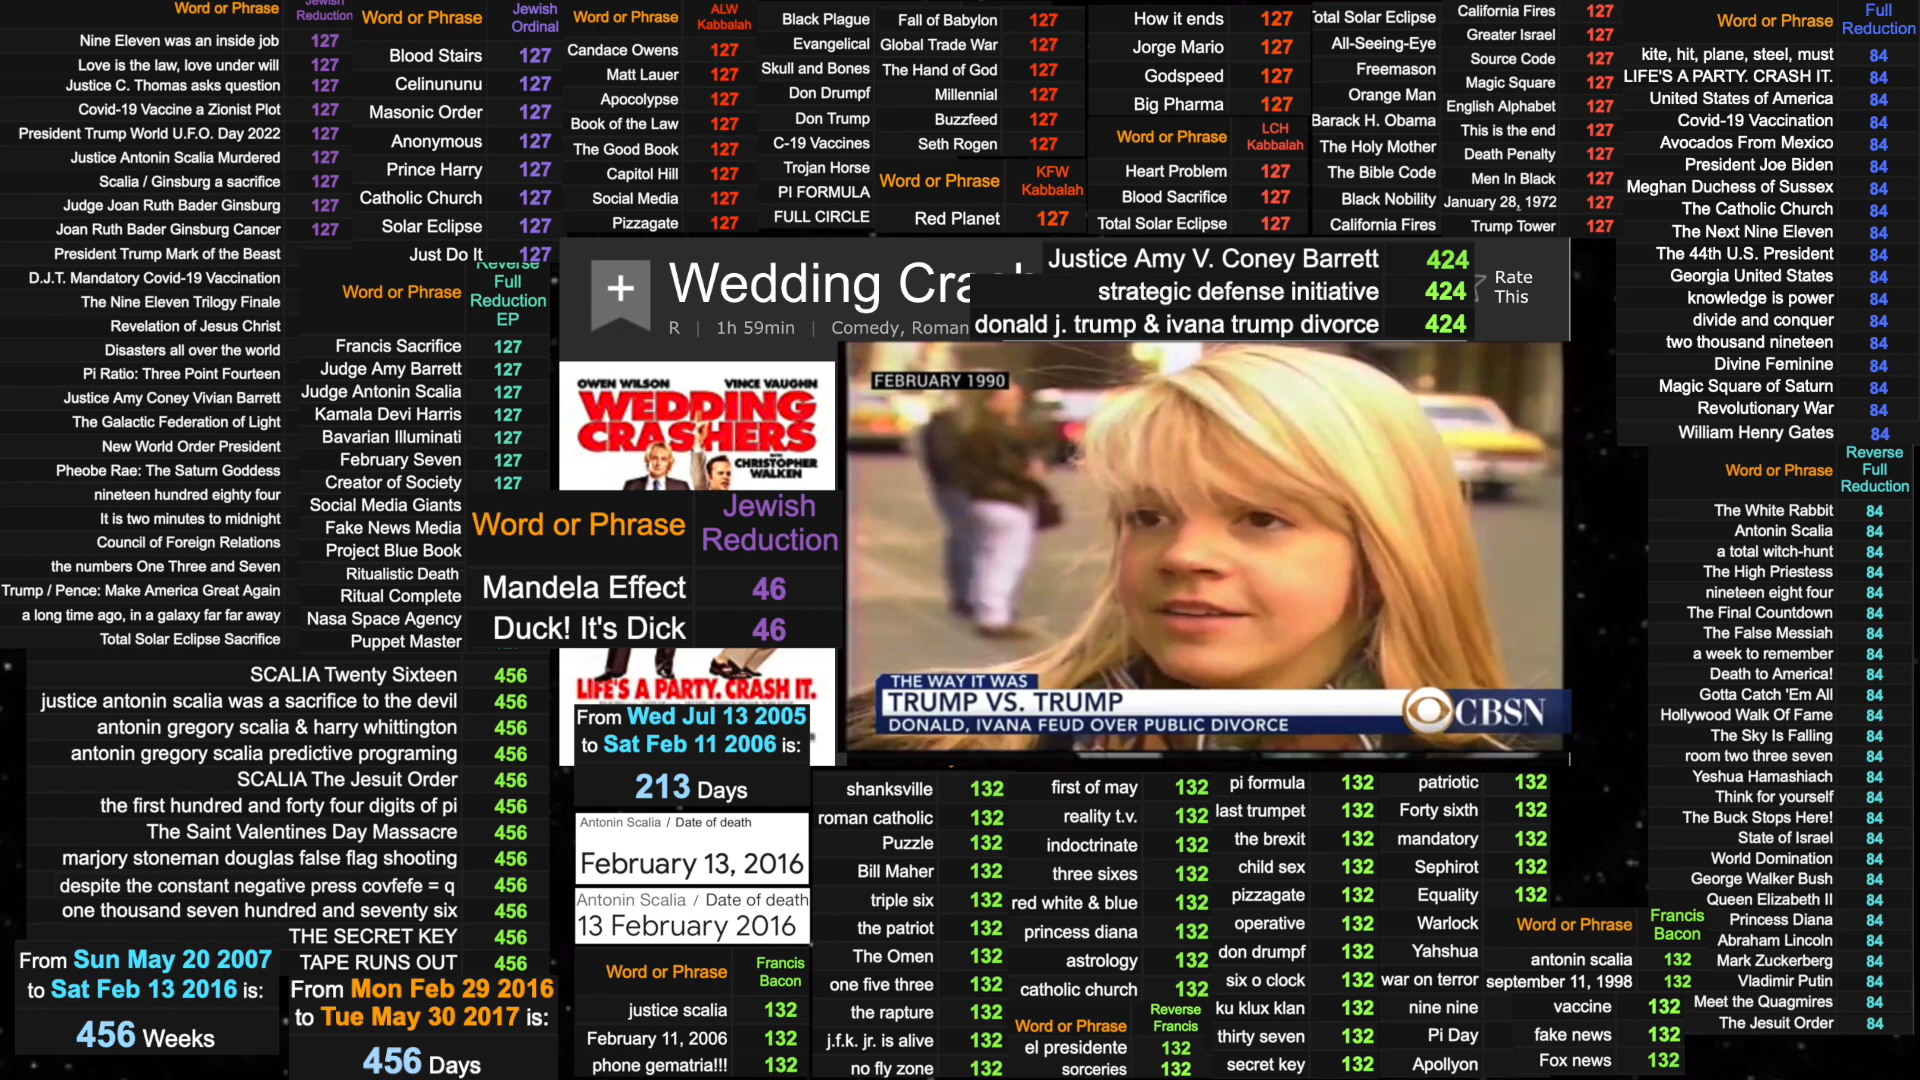 Word or Phrase
Jewish
Reduction
Nine Eleven was an inside job 127
Love is the law, love under will 127
Justice C. Thomas asks question 127
Covid-19 Vaccine a Zionist Plot 127
President Trump World U.F.O. Day 2022 127
Justice Antonin Scalia Murdered 127
Scalia / Ginsburg a sacrifice 127
Judge Joan Ruth Bader Ginsburg 127
Joan Ruth Bader Ginsburg Cancer 127
President Trump Mark of the Beast
D.J.T. Mandatory Covid-19 Vaccination
The Nine Eleven Trilogy Finale
Revelation of Jesus Christ
Disasters all over the world
Pi Ratio: Three Point Fourteen
Justice Amy Coney Vivian Barrett
The Galactic Federation of Light
New World Order President
Pheobe Rae: The Saturn Goddess
nineteen hundred eighty four
It is two minutes to midnight
Council of Foreign Relations
the numbers One Three and Seven
Trump / Pence: Make America Great Again
a long time ago, in a galaxy far far away
Total Solar Eclipse Sacrifice
Word or Phrase
Jewish
Ordinal
Blood Stairs 127
Celinununu 127
Masonic Order 127
Anonymous 127
Prince Harry 127
Catholic Church 127
Solar Eclipse 127
Just Do It 127
Word or Phrase
Reverse
Full
Reduction
EP
Francis Sacrifice 127
Judge Amy Barrett 127
Judge Antonin Scalia 127
Kamala Devi Harris 127
Bavarian Illuminati 127
February Seven 127
Creator of Society 127
Social Media Giants
Fake News Media
Project Blue Book
Ritualistic Death
Ritual Complete
Nasa Space Agency
Puppet Master
Word or Phrase
ALW
Kabbalah
Candace Owens 127
Matt Lauer 127
Apocolypse 127
Book of the Law 127
The Good Book 127
Capitol Hill 127
Social Media 127
Pizzagate 127
Black Plague
Evangelical
Skull and Bones
Don Drumpf
Don Trump
C-19 Vaccines
Trojan Horse
PI FORMULA
FULL CIRCLE
Fall of Babylon 127
Global Trade War 127
The Hand of God 127
Millennial 127
Buzzfeed 127
Seth Rogen 127
Word or Phrase
KFW
Kabbalah
Red Planet 127
How it ends 127
Jorge Mario 127
Godspeed 127
Big Pharma 127
Word or Phrase
LCH
Kabbalah
Heart Problem 127
Blood Sacrifice 127
Total Solar Eclipse 127
Total Solar Eclipse
All-Seeing-Eye
Freemason
Orange Man
Barack H. Obama
The Holy Mother
The Bible Code
Black Nobility
California Fires
California Fires 127
Greater Israel 127
Source Code 127
Magic Square 127
English Alphabet 127
This is the end 127
Death Penalty 127
Men In Black 127
January 28, 1972 127
Trump Tower 127
Word or Phrase
Full
Reduction
kite, hit, plane, steel, must 84
LIFE'S A PARTY. CRASH IT. 84
United States of America 84
Covid-19 Vaccination 84
Avocados From Mexico 84
President Joe Biden 84
Meghan Duchess of Sussex 84
The Catholic Church 84
The Next Nine Eleven 84
The 44th U.S. President 84
Georgia United States 84
knowledge is power 84
divide and conquer 84
two thousand nineteen 84
Divine Feminine 84
Magic Square of Saturn 84
Revolutionary War 84
William Henry Gates 84
Word or Phrase
Reverse
Full
Reduction
The White Rabbit 84
Antonin Scalia 84
a total witch-hunt 84
The High Priestess 84
nineteen eight four 84
The Final Countdown 84
The False Messiah 84
a week to remember 84
Death to America! 84
Gotta Catch 'Em All 84
Hollywood Walk Of Fame 84
The Sky Is Falling 84
room two three seven 84
Yeshua Hamashiach 84
Think for yourself 84
The Buck Stops Here! 84
State of Israel 84
World Domination 84
George Walker Bush 84
Queen Elizabeth II 84
Princess Diana 84
Abraham Lincoln 84
Mark Zuckerberg 84
Vladimir Putin 84
Meet the Quagmires 84
The Jesuit Order 84
+
Wedding Crash
R | 1h 59min | Comedy, Roman
Justice Amy V. Coney Barrett 424
strategic defense initiative 424
donald j. trump & ivana trump divorce 424
Rate
This
OWEN WILSON VINCE VAUGHN
WEDDING
CRASHERS
WITH
CHRISTOPHER
WALKEN
Word or Phrase
Jewish
Reduction
Mandela Effect 46
Duck! It's Dick 46
LIFE'S A PARTY. CRASH IT.
From Wed Jul 13 2005
to Sat Feb 11 2006 is:
213 Days
Antonin Scalia / Date of death
February 13, 2016
Antonin Scalia / Date of death
13 February 2016
Word or Phrase
Francis
Bacon
justice scalia 132
February 11, 2006 132
phone gematria!!! 132
FEBRUARY 1990
THE WAY IT WAS
TRUMP VS. TRUMP
DONALD, IVANA FEUD OVER PUBLIC DIVORCE
CBSN
SCALIA Twenty Sixteen 456
justice antonin scalia was a sacrifice to the devil 456
antonin gregory scalia & harry whittington 456
antonin gregory scalia predictive programing 456
SCALIA The Jesuit Order 456
the first hundred and forty four digits of pi 456
The Saint Valentines Day Massacre 456
marjory stoneman douglas false flag shooting 456
despite the constant negative press covfefe = q 456
one thousand seven hundred and seventy six 456
THE SECRET KEY 456
TAPE RUNS OUT 456
From Sun May 20 2007
to Sat Feb 13 2016 is:
456 Weeks
From Mon Feb 29 2016
to Tue May 30 2017 is:
456 Days
shanksville 132
roman catholic 132
Puzzle 132
Bill Maher 132
triple six 132
the patriot 132
The Omen 132
one five three 132
the rapture 132
j.f.k. jr. is alive 132
no fly zone 132
first of may 132
reality t.v. 132
indoctrinate 132
three sixes 132
red white & blue 132
princess diana 132
astrology 132
catholic church 132
Word or Phrase
Reverse
Francis
el presidente 132
sorceries 132
pi formula 132
last trumpet 132
the brexit 132
child sex 132
pizzagate 132
operative 132
don drumpf 132
six o clock 132
ku klux klan 132
thirty seven 132
secret key 132
patriotic 132
Forty sixth 132
mandatory 132
Sephirot 132
Equality 132
Warlock
Yahshua
war on terror
nine nine
Pi Day
Apollyon
Word or Phrase
Francis
Bacon
antonin scalia 132
september 11, 1998 132
vaccine 132
fake news 132
Fox news 132